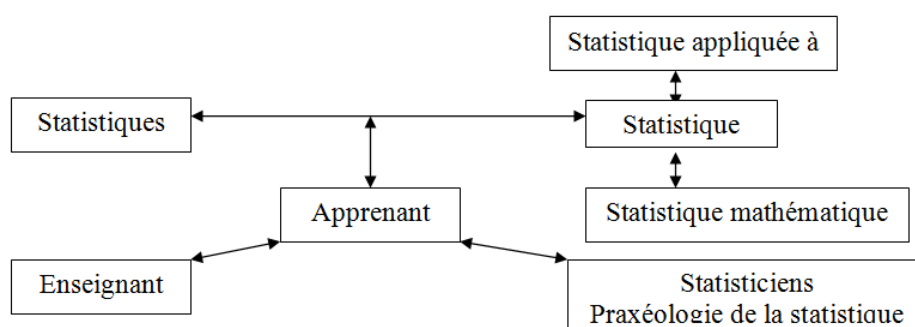 Statistique appliquée à
Statistiques
Statistique
Apprenant
Statistique mathématique
Enseignant
Statisticiens
Praxéologie de la statistique